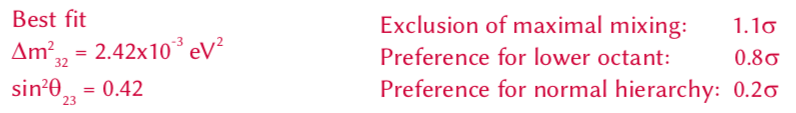 Best fit
Δm²₃₂ = 2.42x10⁻³ eV²
sin²θ₂₃ = 0.42
Exclusion of maximal mixing: 1.1σ
Preference for lower octant: 0.8σ
Preference for normal hierarchy: 0.2σ